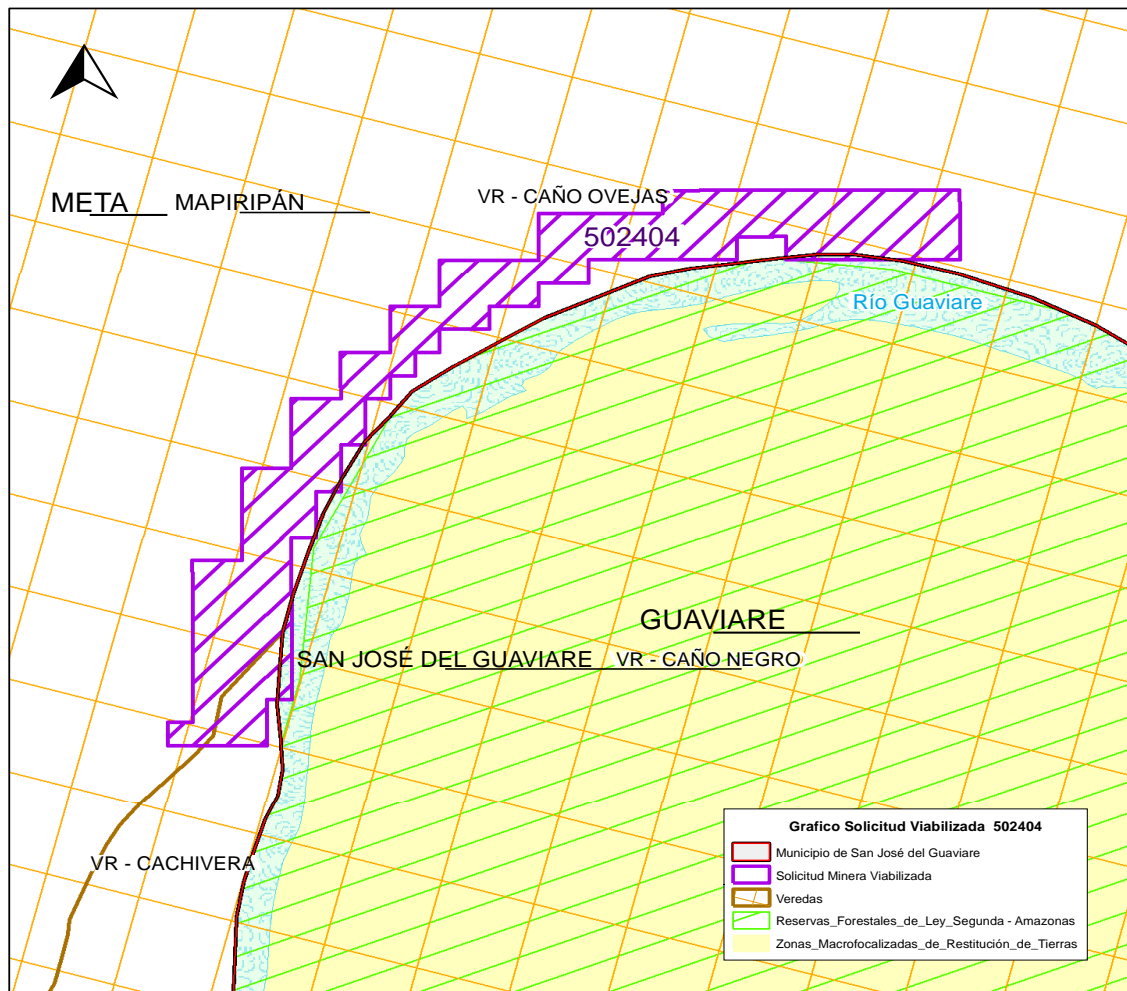 META MAPIRIPÁN
VR - CAÑO OVEJAS
502404
Río Guaviare
GUAVIARE
SAN JOSÉ DEL GUAVIARE VR - CAÑO NEGRO
VR - CACHIVERA
Grafico Solicitud Viabilizada 502404
Municipio de San José del Guaviare
Solicitud Minera Viabilizada
Veredas
Reservas_Forestales_de_Ley_Segunda - Amazonas
Zonas_Macrofocalizadas_de_Restitución_de_Tierras